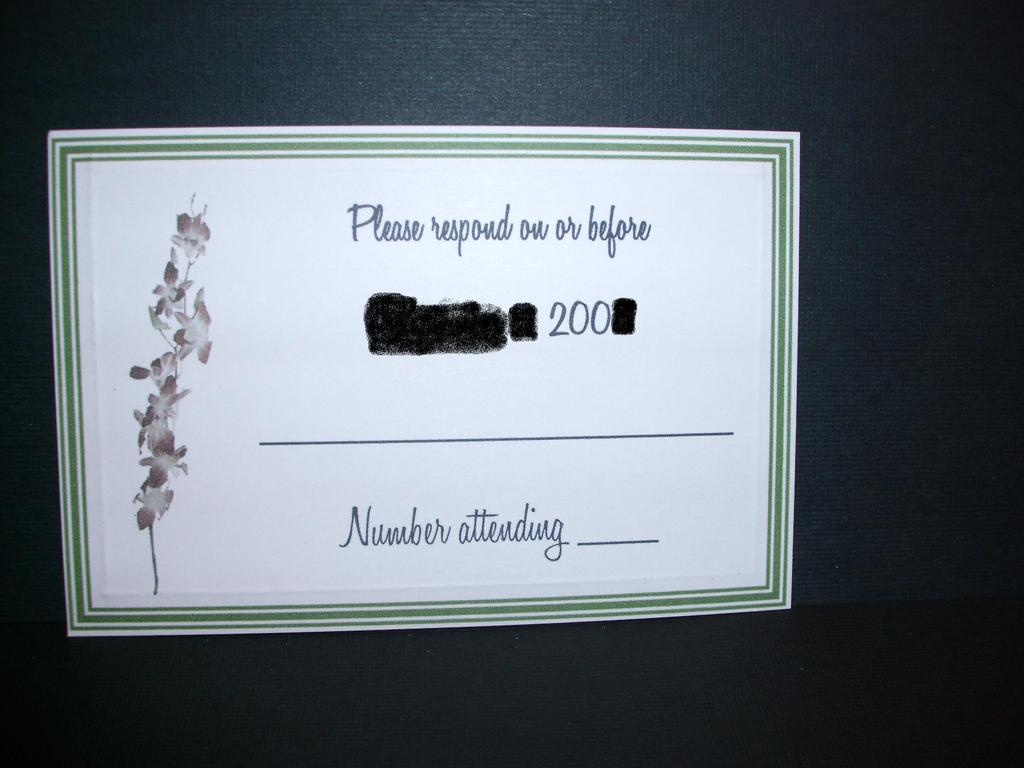 Please respond on or before
200
Number attending